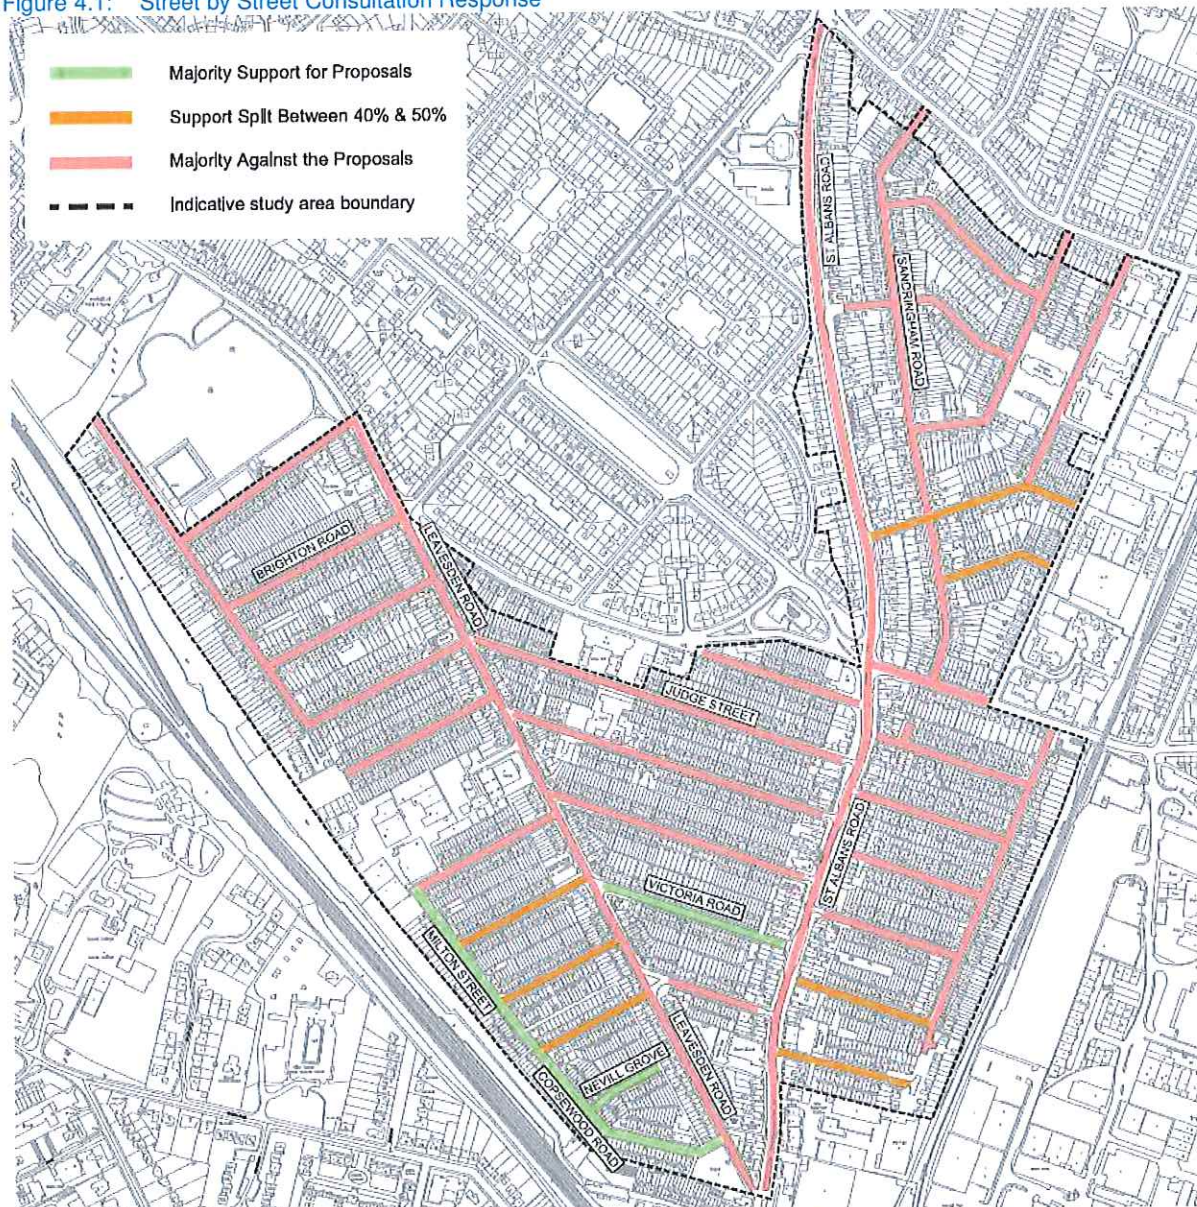 Figure 4.1: Street by Street Consultation Response
Majority Support for Proposals
Support Split Between 40% & 50%
Majority Against the Proposals
Indicative study area boundary
ST ALBANS ROAD
SANDRINGHAM ROAD
BRIGHTON ROAD
LEAVESDEN ROAD
JUDGE STREET
ST ALBANS ROAD
VICTORIA ROAD
MILTON STREET
NEVILL GROVE
LEAVESDEN ROAD
COPSEWOOD ROAD